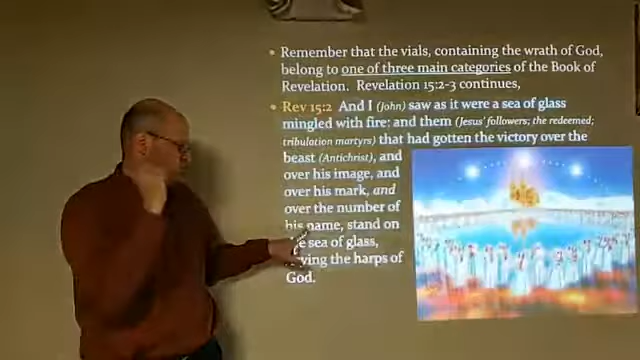 Remember that the vials, containing the wrath of God,
belong to one of three main categories of the Book of
Revelation. Revelation 15:2-3 continues,
Rev 15:2 And I (John) saw as it were a sea of glass
mingled with fire: and them (Jesus' followers; the redeemed;
tribulation martyrs) that had gotten the victory over the
beast (Antichrist), and
over his image, and
over his mark, and
over the number of
his name, stand on
sea of glass,
the harps of
God.